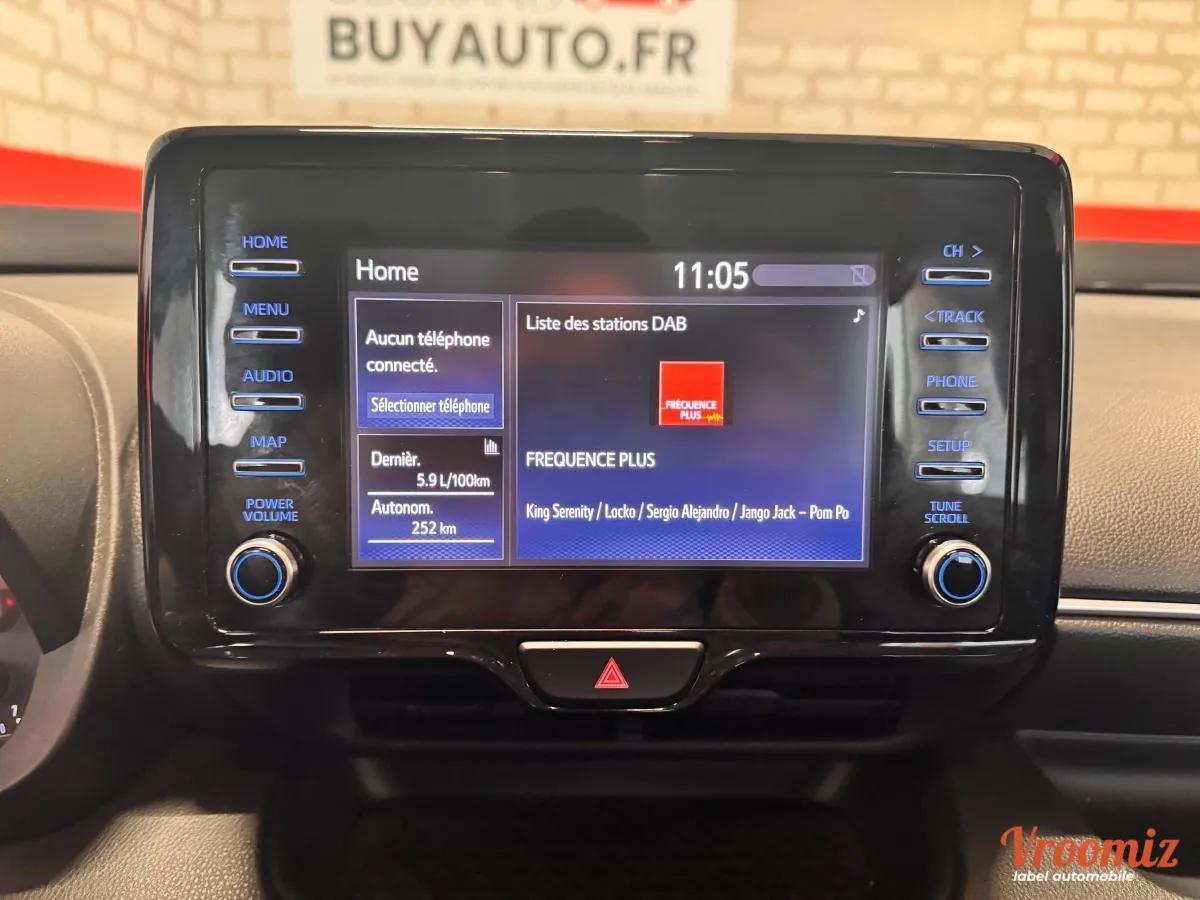 BUYAUTO.FR
HOME
MENU
AUDIO
MAP
POWER
VOLUME
Home
11:05
Aucun téléphone
connecté.
Sélectionner téléphone
Dernièr.
5.9 L/100km
Autonom.
252 km
Liste des stations DAB
FRÉQUENCE
PLUS
FREQUENCE PLUS
King Serenity / Locko / Sergio Alejandro / Jango Jack – Pom Po
CH >
<TRACK
PHONE
SETUP
TUNE
SCROLL
7
Vroomiz
label automobile